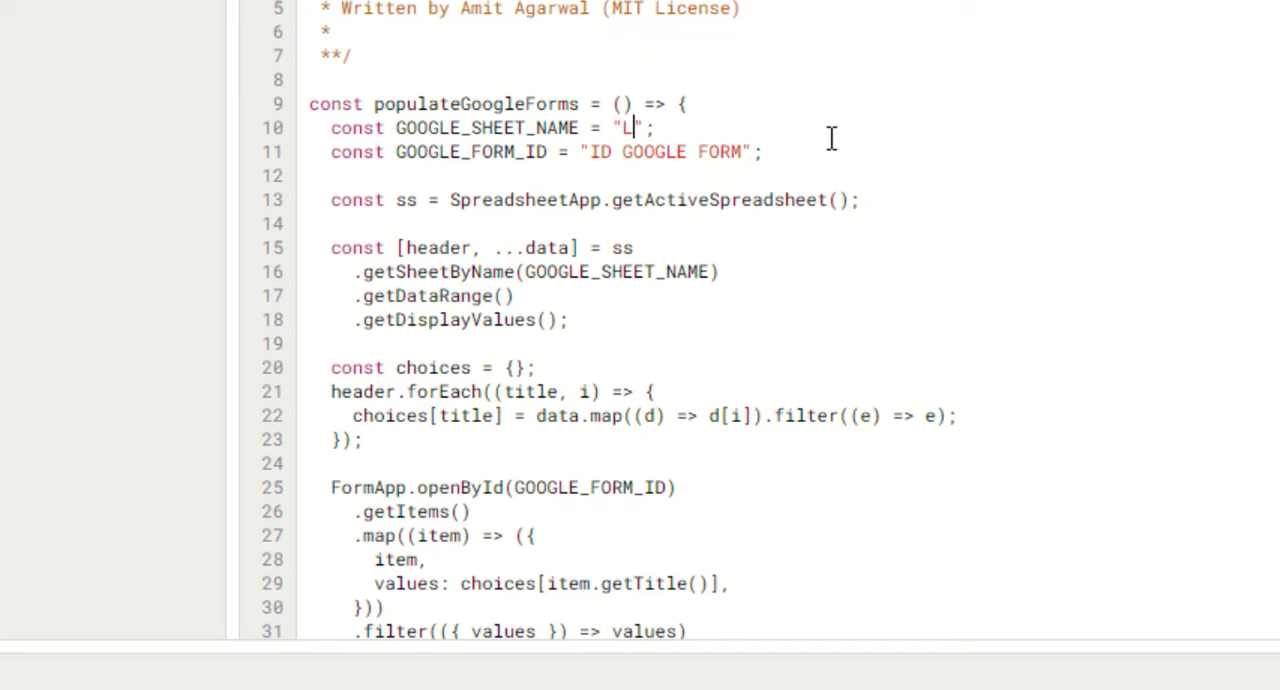 5 * Written by Amit Agarwal (MIT License)
6 *
7 **/
8
9 const populateGoogleForms = () => {
10 const GOOGLE_SHEET_NAME = "L";
11 const GOOGLE_FORM_ID = "ID GOOGLE FORM";
12
13 const ss = SpreadsheetApp.getActiveSpreadsheet();
14
15 const [header, ...data] = ss
16 .getSheetByName(GOOGLE_SHEET_NAME)
17 .getDataRange()
18 .getDisplayValues();
19
20 const choices = {};
21 header.forEach((title, i) => {
22 choices[title] = data.map((d) => d[i]).filter((e) => e);
23 });
24
25 FormApp.openById(GOOGLE_FORM_ID)
26 .getItems()
27 .map((item) => ({
28 item,
29 values: choices[item.getTitle()],
30 }))
31 .filter(({ values }) => values)